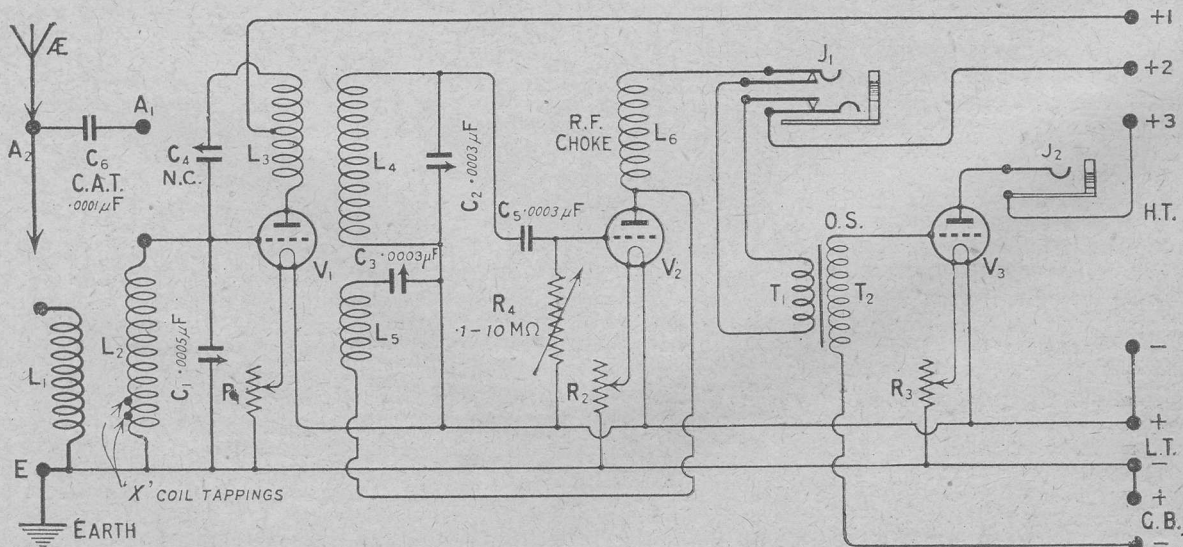 Æ
A₂
A₁
C₆
C.A.T.
.0001µF
C₄
N.C.
L₃
L₄
C₂ .0003µF
R.F.
CHOKE
L₆
J₁
+1
+2
+3
H.T.
J₂
C₅ .0003µF
V₁
C₃ .0003µF
V₂
O.S.
V₃
L₁
L₂
C₁ .0005µF
L₅
R₄
.1–10 MΩ
T₁
T₂
R₂
R₃
–
+
L.T.
–
+
G.B.
–
E
'X' COIL TAPPINGS
EARTH